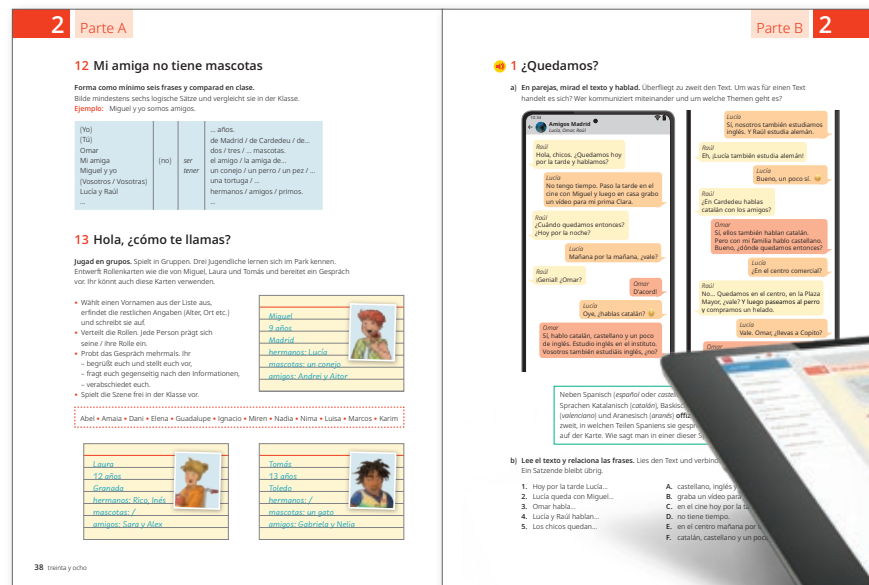 2 Parte A
12 Mi amiga no tiene mascotas
Forma como mínimo seis frases y comparad en clase.
Bilde mindestens sechs logische Sätze und vergleicht sie in der Klasse.
Ejemplo: Miguel y yo somos amigos.
(Yo)
(Tú)
Omar
Mi amiga
Miguel y yo
(Vosotros / Vosotras)
Lucía y Raúl
...
(no)
ser
tener
... años.
de Madrid / de Cardedeu / de...
dos / tres / ... mascotas.
el amigo / la amiga de...
un conejo / un perro / un pez / ...
una tortuga / ...
hermanos / amigos / primos.
...
13 Hola, ¿cómo te llamas?
Jugad en grupos. Spielt in Gruppen. Drei Jugendliche lernen sich im Park kennen.
Entwerft Rollenkarten wie die von Miguel, Laura und Tomás und bereitet ein Gespräch
vor. Ihr könnt auch diese Karten verwenden.
• Wählt einen Vornamen aus der Liste aus,
erfindet die restlichen Angaben (Alter, Ort etc.)
und schreibt sie auf.
• Verteilt die Rollen. Jede Person prägt sich
seine / ihre Rolle ein.
• Probt das Gespräch mehrmals. Ihr
– begrüßt euch und stellt euch vor,
– fragt euch gegenseitig nach den Informationen,
– verabschiedet euch.
• Spielt die Szene frei in der Klasse vor.
Miguel
9 años
Madrid
hermanos: Lucía
mascotas: un conejo
amigos: Andrei y Aitor
Abel • Amaia • Dani • Elena • Guadalupe • Ignacio • Miren • Nadia • Nima • Luisa • Marcos • Karim
Laura
12 años
Granada
hermanos: Rico, Inés
mascotas: /
amigos: Sara y Alex
Tomás
13 años
Toledo
hermanos: /
mascotas: un gato
amigos: Gabriela y Nelia
38 treinta y ocho
Parte B 2
1 ¿Quedamos?
a) En parejas, mirad el texto y hablad. Überfliegt zu zweit den Text. Um was für einen Text
handelt es sich? Wer kommuniziert miteinander und um welche Themen geht es?
Amigos Madrid
Lucía, Omar, Raúl
Raúl
Hola, chicos. ¿Quedamos hoy
por la tarde y hablamos?
Lucía
No tengo tiempo. Paso la tarde en el
cine con Miguel y luego en casa grabo
un vídeo para mi prima Clara.
Raúl
¿Cuándo quedamos entonces?
¿Hoy por la noche?
Lucía
Mañana por la mañana, ¿vale?
Raúl
¡Genial! ¿Omar?
Omar
D'acord!
Lucía
Oye, ¿hablas catalán?
Omar
Sí, hablo catalán, castellano y un poco
de inglés. Estudio inglés en el instituto.
Vosotros también estudiáis inglés, ¿no?
Lucía
Sí, nosotros también estudiamos
inglés. Y Raúl estudia alemán.
Raúl
Eh, ¡Lucía también estudia alemán!
Lucía
Bueno, un poco sí.
Raúl
¿En Cardedeu hablas
catalán con los amigos?
Omar
Sí, ellos también hablan catalán.
Pero con mi familia hablo castellano.
Bueno, ¿dónde quedamos entonces?
Lucía
¿En el centro comercial?
Raúl
No... Quedamos en el centro, en la Plaza
Mayor, ¿vale? Y luego paseamos al perro
y compramos un helado.
Lucía
Vale. Omar, ¿llevas a Copito?
Omar
Neben Spanisch (español oder
Sprachen Katalanisch (catalán),
(valenciano) und Aranesisch (aranés)
zweit, in welchen Teilen Spaniens sie
auf der Karte. Wie sagt man in einer dieser
b) Lee el texto y relaciona las frases. Lies den Text und
Ein Satzende bleibt übrig.
1. Hoy por la tarde Lucía...
2. Lucía queda con Miguel...
3. Omar habla...
4. Lucía y Raúl hablan...
5. Los chicos quedan...
A. castellano, inglés y
B. graba un vídeo para
C. en el cine hoy por la
D. no tiene tiempo.
E. en el centro mañana por
F. catalán, castellano y un